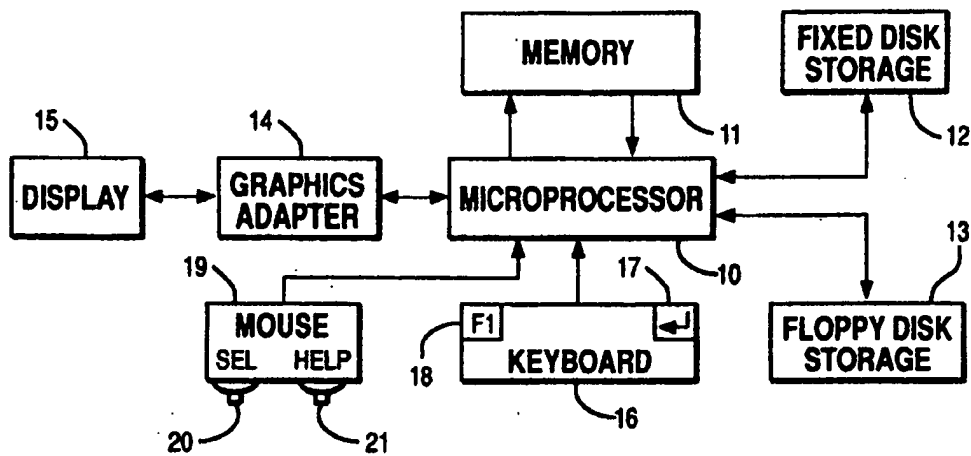 MEMORY
11
FIXED DISK
STORAGE
12
15
DISPLAY
14
GRAPHICS
ADAPTER
MICROPROCESSOR
10
13
FLOPPY DISK
STORAGE
19
MOUSE
SEL HELP
20
21
17
18
F1
KEYBOARD
16